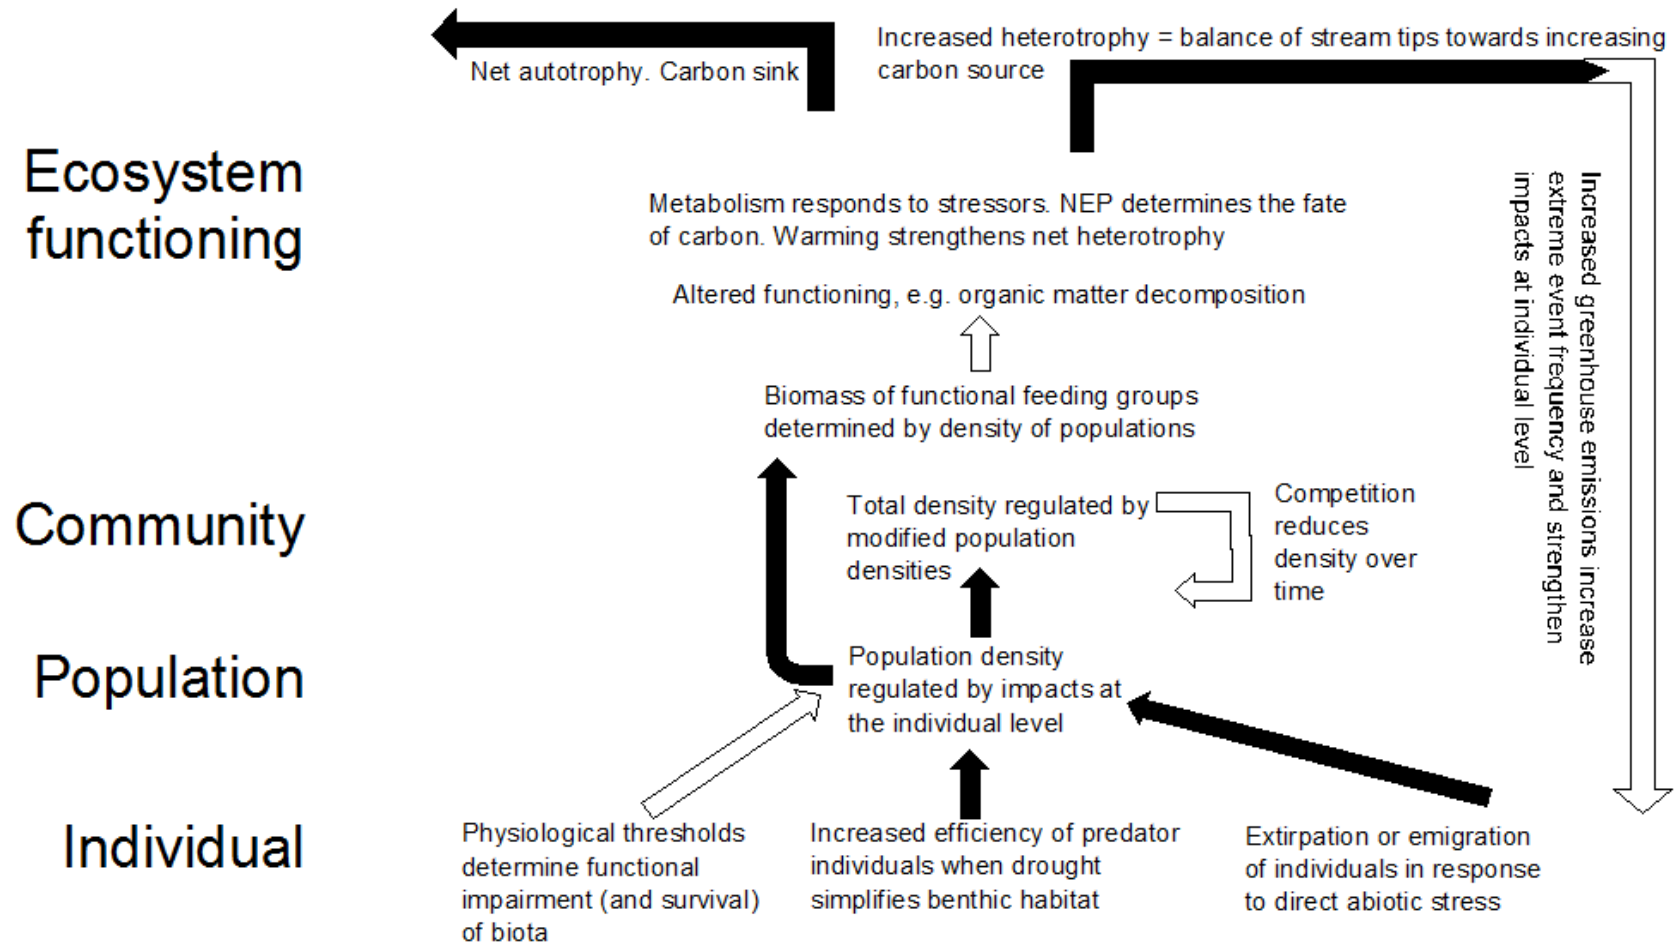 Increased heterotrophy = balance of stream tips towards increasing
carbon source
Net autotrophy. Carbon sink
Ecosystem
functioning
Metabolism responds to stressors. NEP determines the fate
of carbon. Warming strengthens net heterotrophy
Altered functioning, e.g. organic matter decomposition
Increased greenhouse emissions increase
extreme event frequency and strengthen
impacts at individual level
Biomass of functional feeding groups
determined by density of populations
Community
Total density regulated by
modified population
densities
Competition
reduces
density over
time
Population
Population density
regulated by impacts at
the individual level
Individual
Physiological thresholds
determine functional
impairment (and survival)
of biota
Increased efficiency of predator
individuals when drought
simplifies benthic habitat
Extirpation or emigration
of individuals in response
to direct abiotic stress